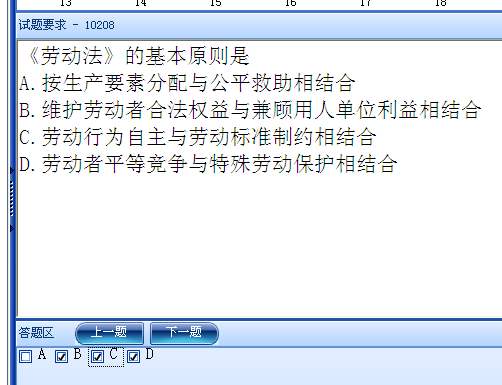 13 14 15 16 17 18
试题要求 - 10208
《劳动法》的基本原则是
A.按生产要素分配与公平救助相结合
B.维护劳动者合法权益与兼顾用人单位利益相结合
C.劳动行为自主与劳动标准制约相结合
D.劳动者平等竞争与特殊劳动保护相结合
答题区 上一题 下一题
A B C D